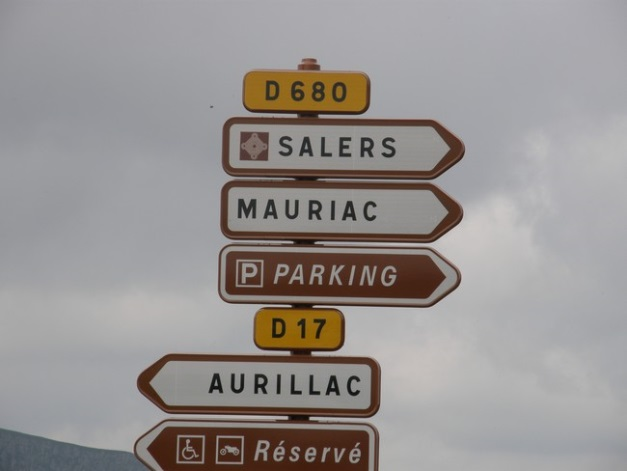 D 680
SALERS
MAURIAC
P PARKING
D 17
AURILLAC
Réservé